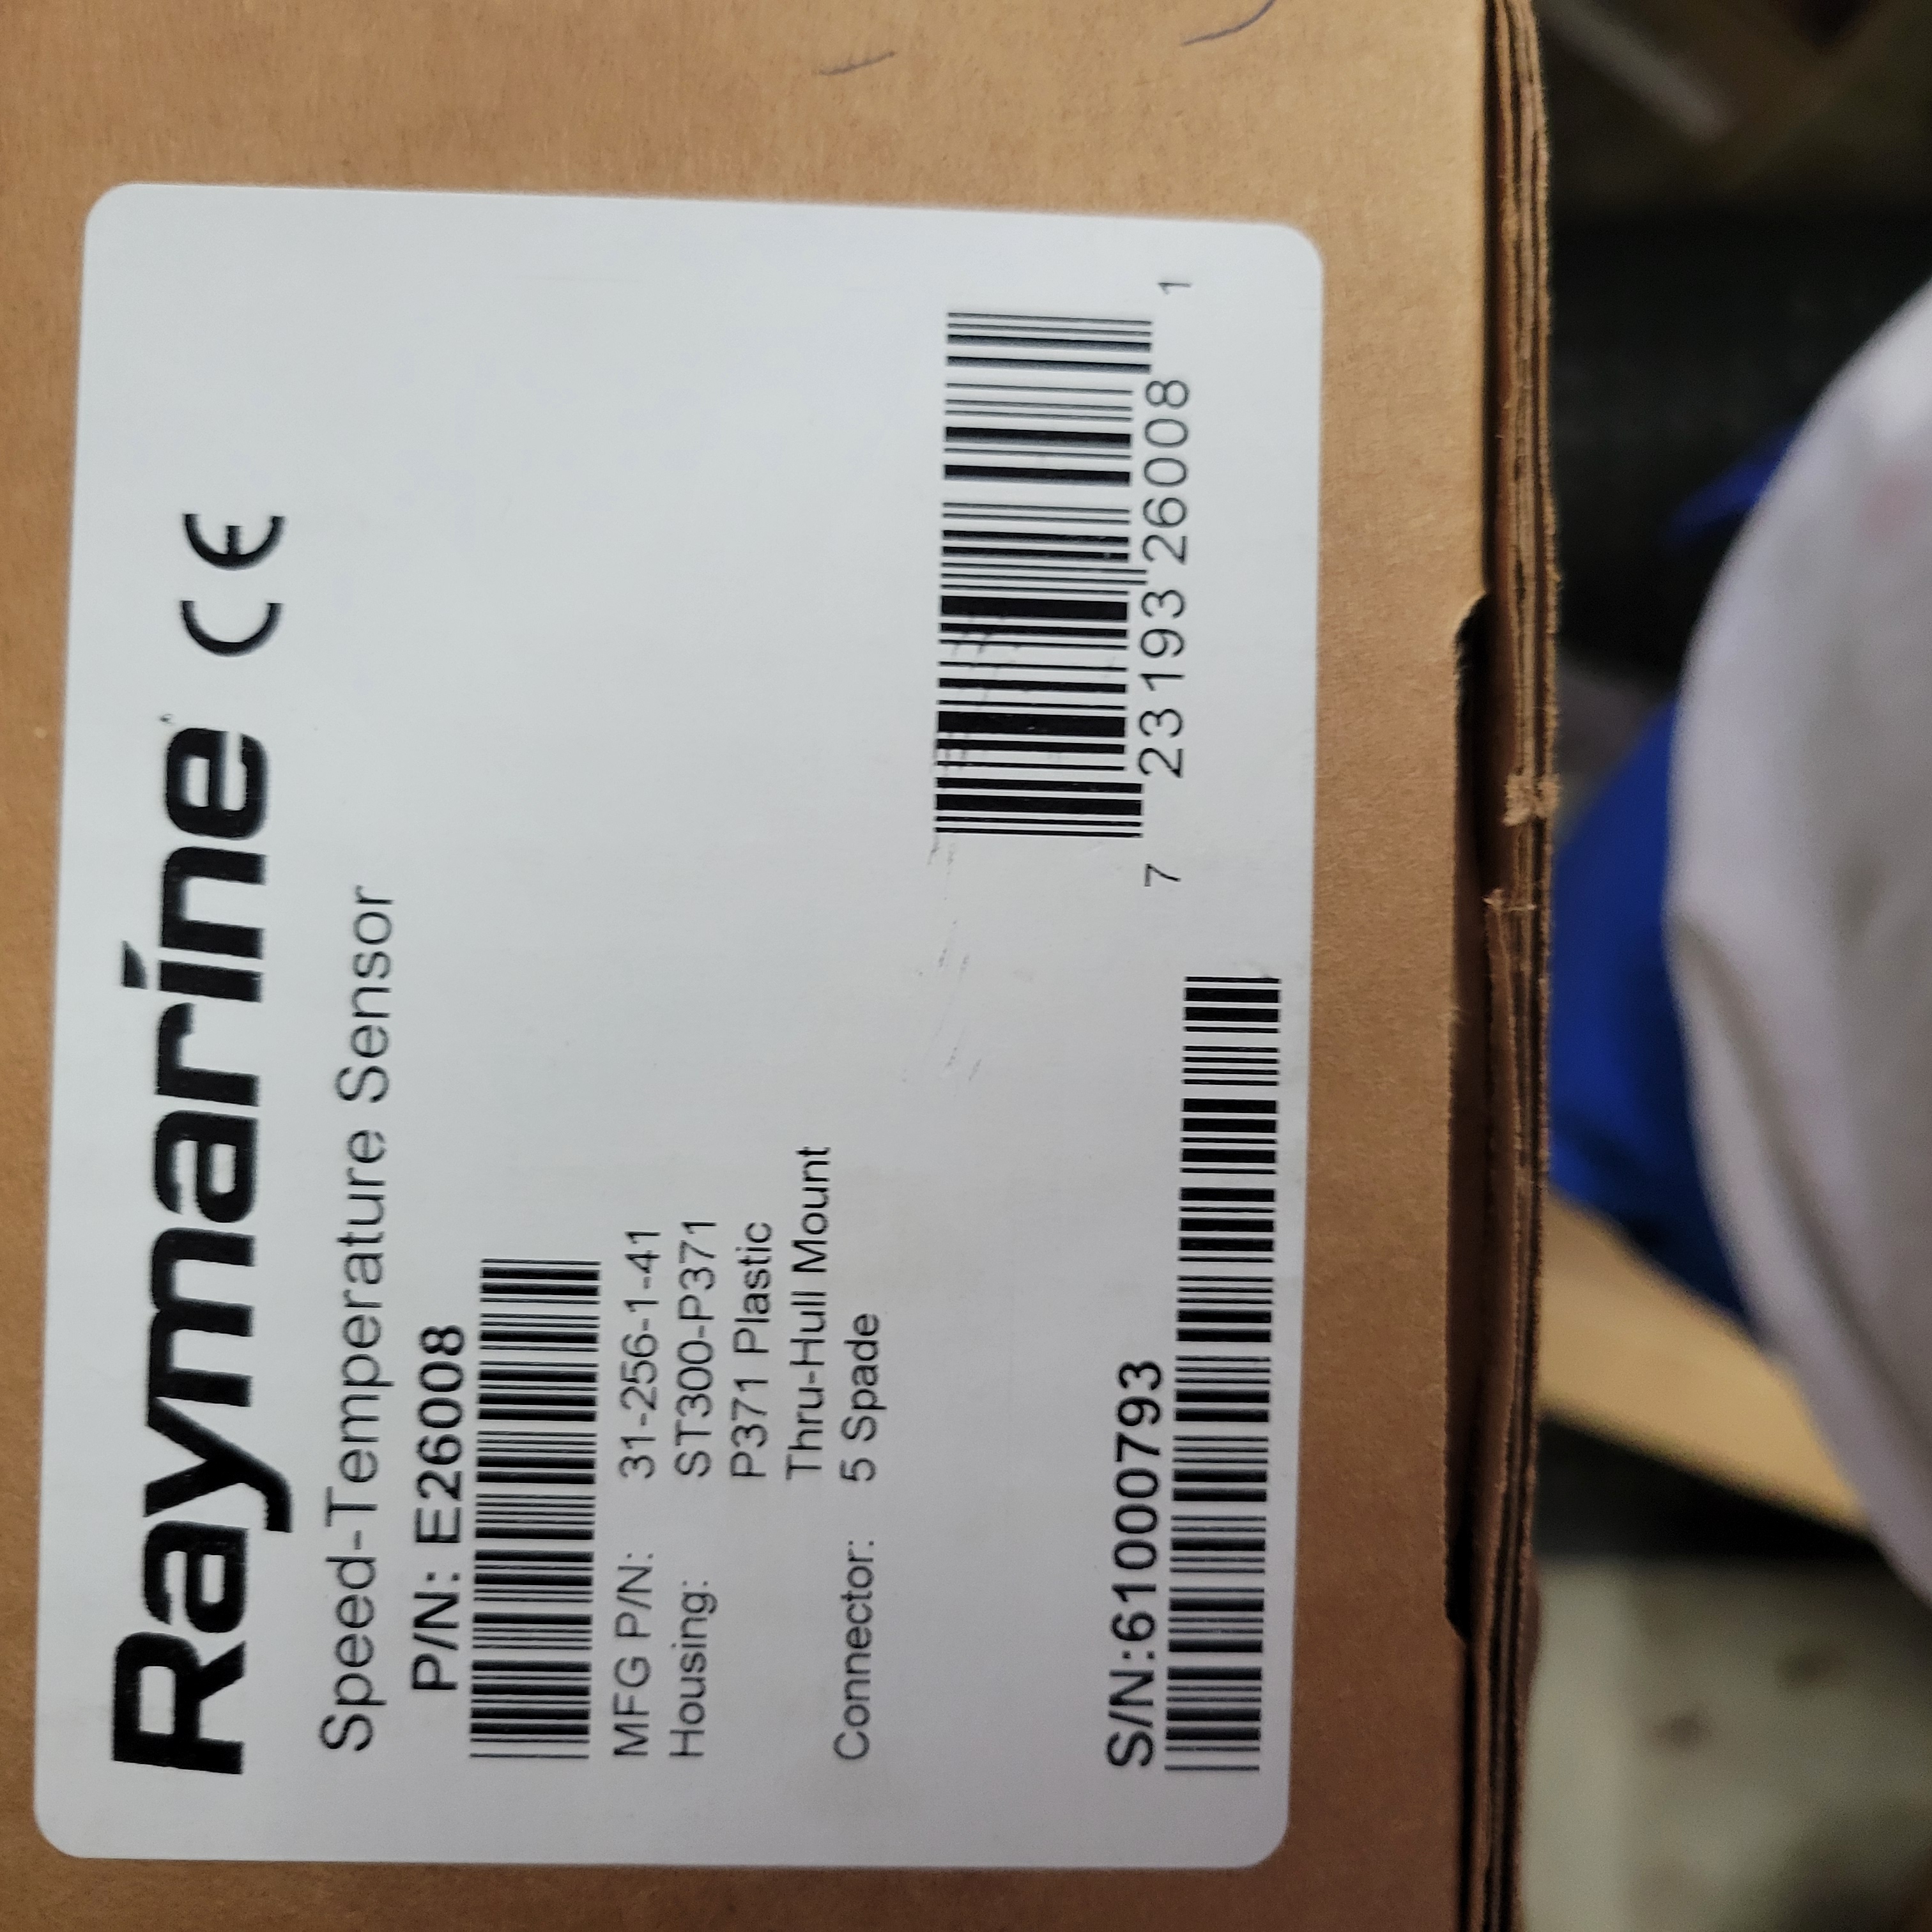 Raymarine CE
Speed-Temperature Sensor
P/N: E26008
MFG P/N: 31-256-1-41
Housing: ST300-P371
P371 Plastic
Thru-Hull Mount
Connector: 5 Spade
7 23193 26008 1
S/N:61000793